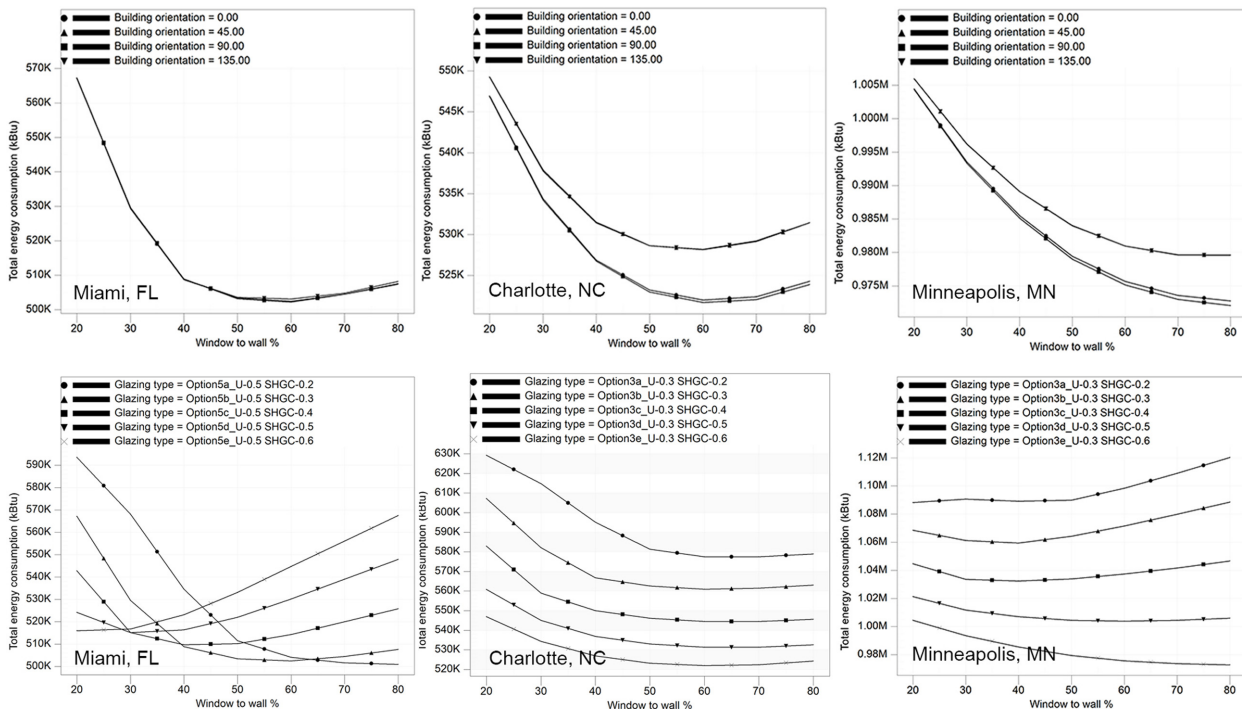 Building orientation = 0.00
Building orientation = 45.00
Building orientation = 90.00
Building orientation = 135.00
570K
560K
550K
540K
530K
520K
510K
500K
Total energy consumption (kBtu)
Miami, FL
20 30 40 50 60 70 80
Window to wall %
Building orientation = 0.00
Building orientation = 45.00
Building orientation = 90.00
Building orientation = 135.00
550K
545K
540K
535K
530K
525K
Total energy consumption (kBtu)
Charlotte, NC
20 30 40 50 60 70 80
Window to wall %
Building orientation = 0.00
Building orientation = 45.00
Building orientation = 90.00
Building orientation = 135.00
1.005M
1.000M
0.995M
0.990M
0.985M
0.980M
0.975M
Total energy consumption (kBtu)
Minneapolis, MN
20 30 40 50 60 70 80
Window to wall %
Glazing type = Option5a_U-0.5 SHGC-0.2
Glazing type = Option5b_U-0.5 SHGC-0.3
Glazing type = Option5c_U-0.5 SHGC-0.4
Glazing type = Option5d_U-0.5 SHGC-0.5
Glazing type = Option5e_U-0.5 SHGC-0.6
590K
580K
570K
560K
550K
540K
530K
520K
510K
500K
Total energy consumption (kBtu)
Miami, FL
20 30 40 50 60 70 80
Window to wall %
Glazing type = Option3a_U-0.3 SHGC-0.2
Glazing type = Option3b_U-0.3 SHGC-0.3
Glazing type = Option3c_U-0.3 SHGC-0.4
Glazing type = Option3d_U-0.3 SHGC-0.5
Glazing type = Option3e_U-0.3 SHGC-0.6
630K
620K
610K
600K
590K
580K
570K
560K
550K
540K
530K
520K
Total energy consumption (kBtu)
Charlotte, NC
20 30 40 50 60 70 80
Window to wall %
Glazing type = Option3a_U-0.3 SHGC-0.2
Glazing type = Option3b_U-0.3 SHGC-0.3
Glazing type = Option3c_U-0.3 SHGC-0.4
Glazing type = Option3d_U-0.3 SHGC-0.5
Glazing type = Option3e_U-0.3 SHGC-0.6
1.12M
1.10M
1.08M
1.06M
1.04M
1.02M
1.00M
0.98M
Total energy consumption (kBtu)
Minneapolis, MN
20 30 40 50 60 70 80
Window to wall %